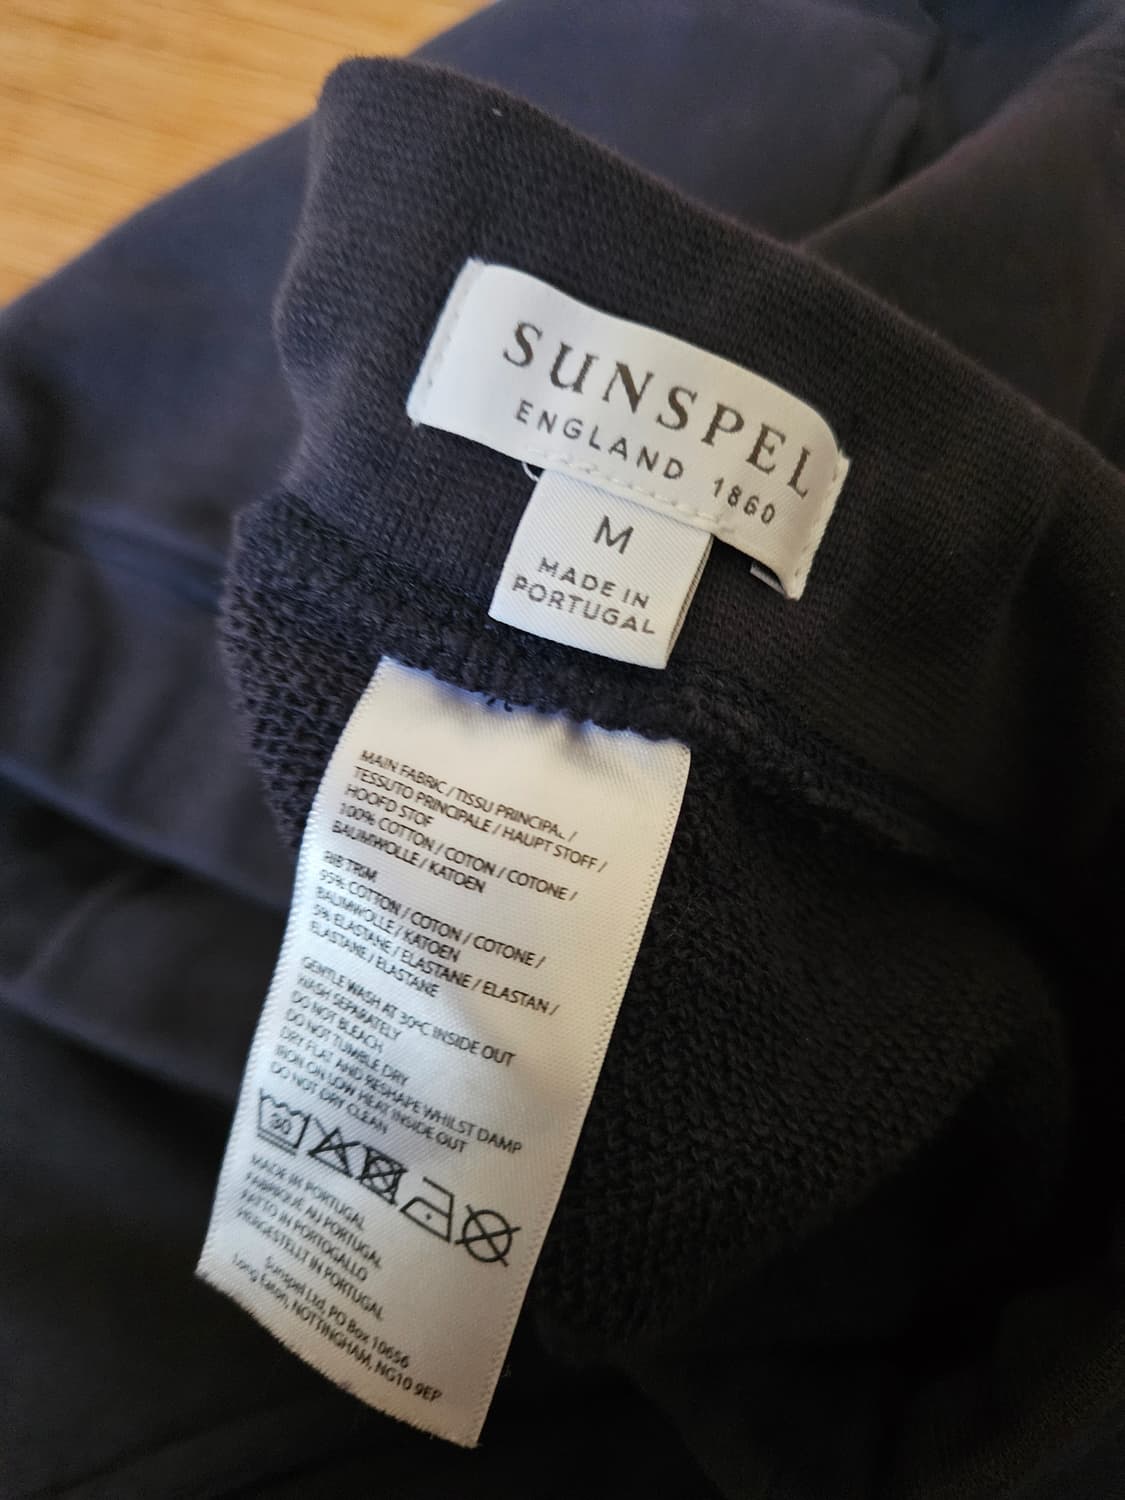 SUNSPEL
ENGLAND 1860
M
MADE IN
PORTUGAL
MAIN FABRIC / TISSU PRINCIPAL /
TESSUTO PRINCIPALE / HAUPT STOFF /
HOOFD STOF
100% COTTON / COTON / COTONE /
BAUMWOLLE / KATOEN
RIB TRIM
95% COTTON / COTON / COTONE /
BAUMWOLLE / KATOEN
5% ELASTANE / ELASTANE / ELASTAN /
ELASTANE / ELASTANE
GENTLE WASH AT 30°C INSIDE OUT
WASH SEPARATELY
DO NOT BLEACH
DO NOT TUMBLE DRY
DRY FLAT AND RESHAPE WHILST DAMP
IRON ON LOW HEAT INSIDE OUT
DO NOT DRY CLEAN
30
MADE IN PORTUGAL
FABRIQUÉ AU PORTUGAL
FATTO IN PORTOGALLO
HERGESTELLT IN PORTUGAL
Sunspel Ltd, PO Box 10656
Long Eaton, NOTTINGHAM, NG10 9EP